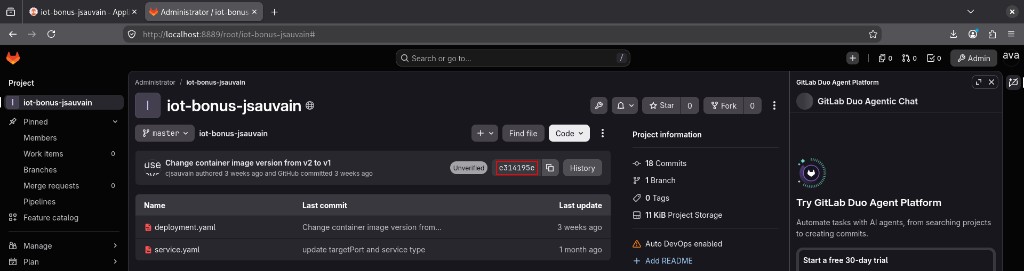 iot-bonus-jsauvain - Appl
Administrator / iot-bonus-
http://localhost:8889/root/iot-bonus-jsauvain#
Search or go to...
/
0
0
0
Admin
ava
Project
I iot-bonus-jsauvain
Pinned
Members
Work items 0
Branches
Merge requests 0
Pipelines
Feature catalog
Manage
Plan
Administrator / iot-bonus-jsauvain
I iot-bonus-jsauvain
Star 0
Fork 0
master
iot-bonus-jsauvain
Find file
Code
Change container image version from v2 to v1
cjsauvain authored 3 weeks ago and GitHub committed 3 weeks ago
Unverified
e314195e
History
Name Last commit Last update
deployment.yaml Change container image version from... 3 weeks ago
service.yaml update targetPort and service type 1 month ago
Project information
18 Commits
1 Branch
0 Tags
11 KiB Project Storage
Auto DevOps enabled
+ Add README
GitLab Duo Agent Platform
GitLab Duo Agentic Chat
Try GitLab Duo Agent Platform
Automate tasks with AI agents, from searching projects
to creating commits.
Start a free 30-day trial